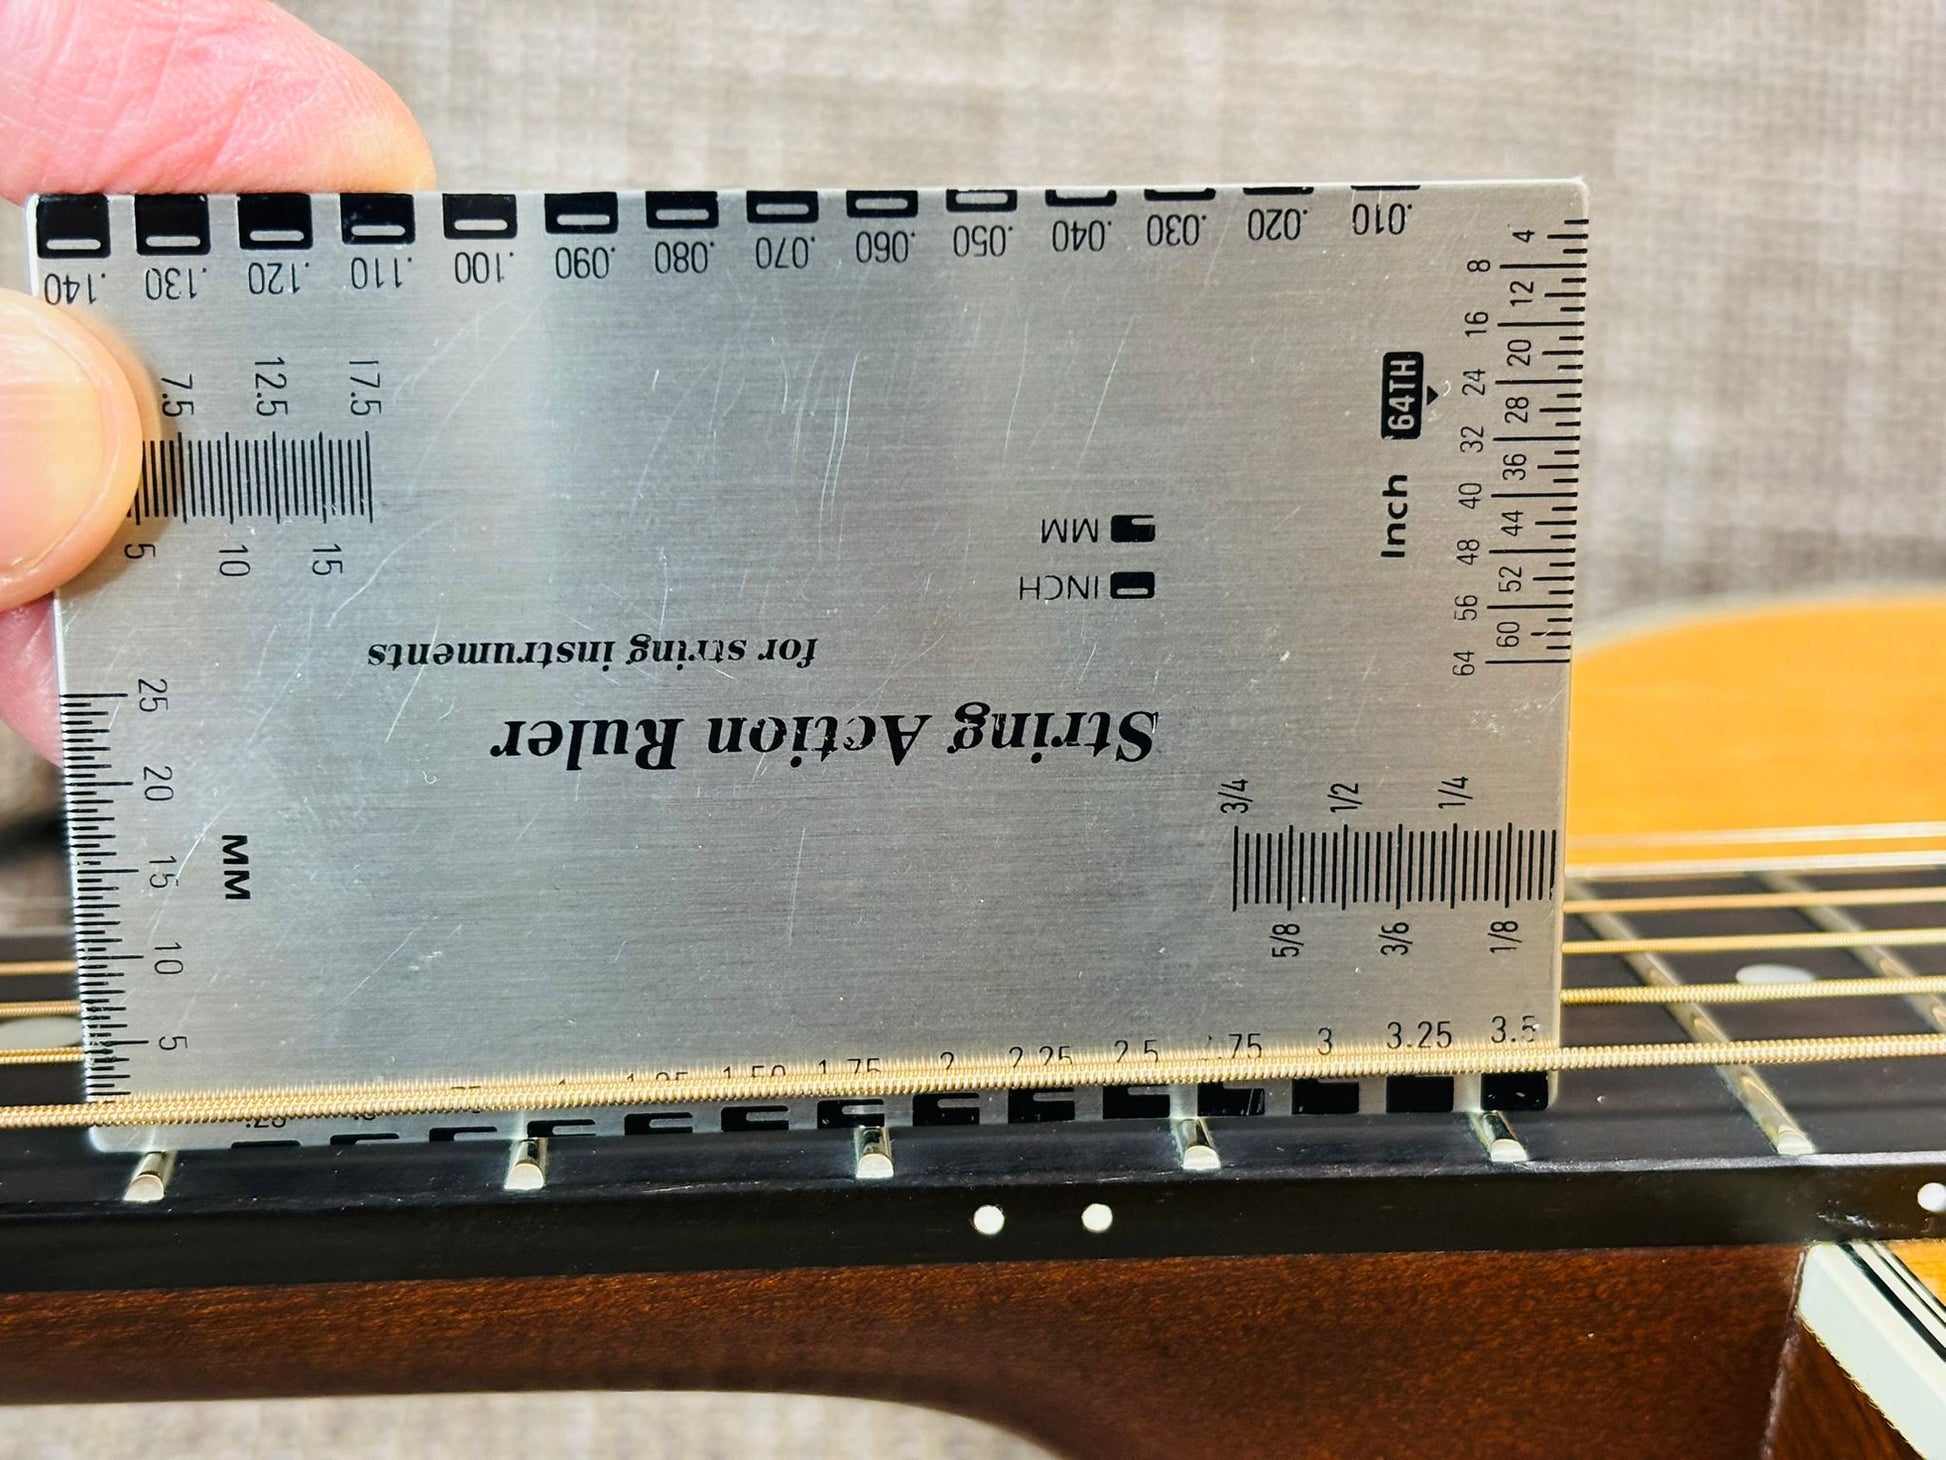 .140 .130 .120 .110 .100 .090 .080 .070 .060 .050 .040 .030 .020 .010
7.5 12.5 17.5
5 10 15
MM
INCH
for string instruments
String Action Ruler
25 20 15 10 5
MM
Inch 64TH
4 8 12 16 20 24 28 32 36 40 44 48 52 56 60 64
3/4 1/2 1/4
5/8 3/6 1/8
2 2.25 2.5 3 3.25
1.50 1.75